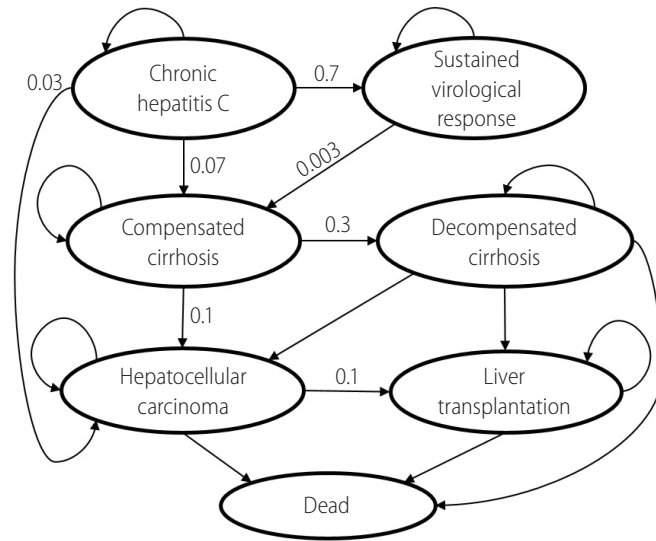 0.03
Chronic
hepatitis C
0.7
Sustained
virological
response
0.07
0.003
Compensated
cirrhosis
0.3
Decompensated
cirrhosis
0.1
Hepatocellular
carcinoma
0.1
Liver
transplantation
Dead